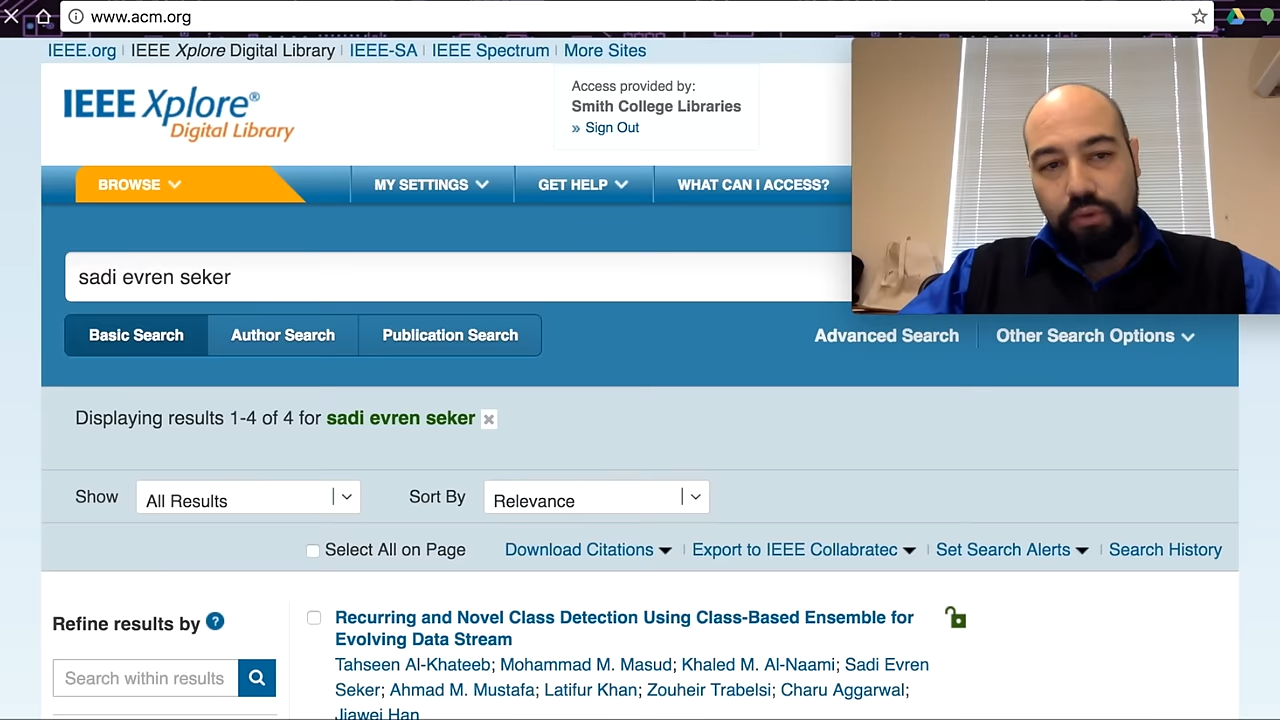 www.acm.org
IEEE.org | IEEE Xplore Digital Library | IEEE-SA | IEEE Spectrum | More Sites
IEEE Xplore®
Digital Library
Access provided by:
Smith College Libraries
» Sign Out
BROWSE
MY SETTINGS
GET HELP
WHAT CAN I ACCESS?
sadi evren seker
Basic Search
Author Search
Publication Search
Advanced Search
Other Search Options
Displaying results 1-4 of 4 for sadi evren seker
Show
All Results
Sort By
Relevance
Select All on Page
Download Citations
Export to IEEE Collabratec
Set Search Alerts
Search History
Refine results by ?
Search within results
Recurring and Novel Class Detection Using Class-Based Ensemble for
Evolving Data Stream
Tahseen Al-Khateeb; Mohammad M. Masud; Khaled M. Al-Naami; Sadi Evren
Seker; Ahmad M. Mustafa; Latifur Khan; Zouheir Trabelsi; Charu Aggarwal;
Jiawei Han